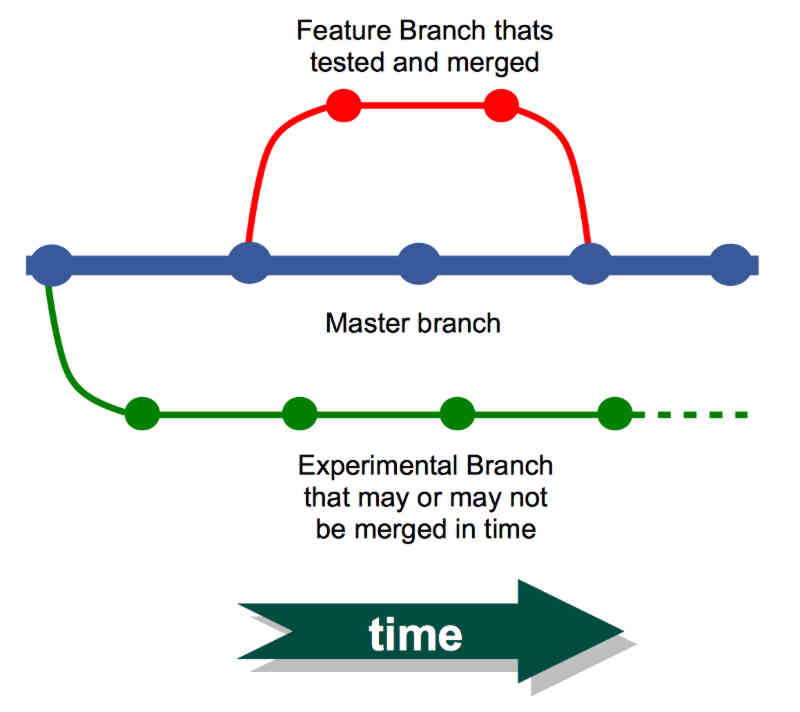 Feature Branch thats
tested and merged
Master branch
Experimental Branch
that may or may not
be merged in time
time